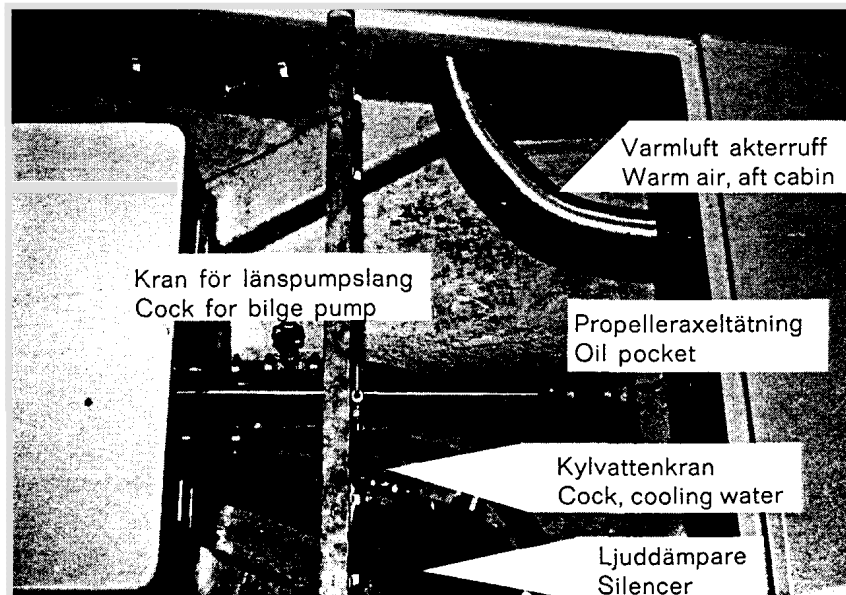 Varmluft akterruff
Warm air, aft cabin
Kran för länspumpslang
Cock for bilge pump
Propelleraxeltätning
Oil pocket
Kylvattenkran
Cock, cooling water
Ljuddämpare
Silencer